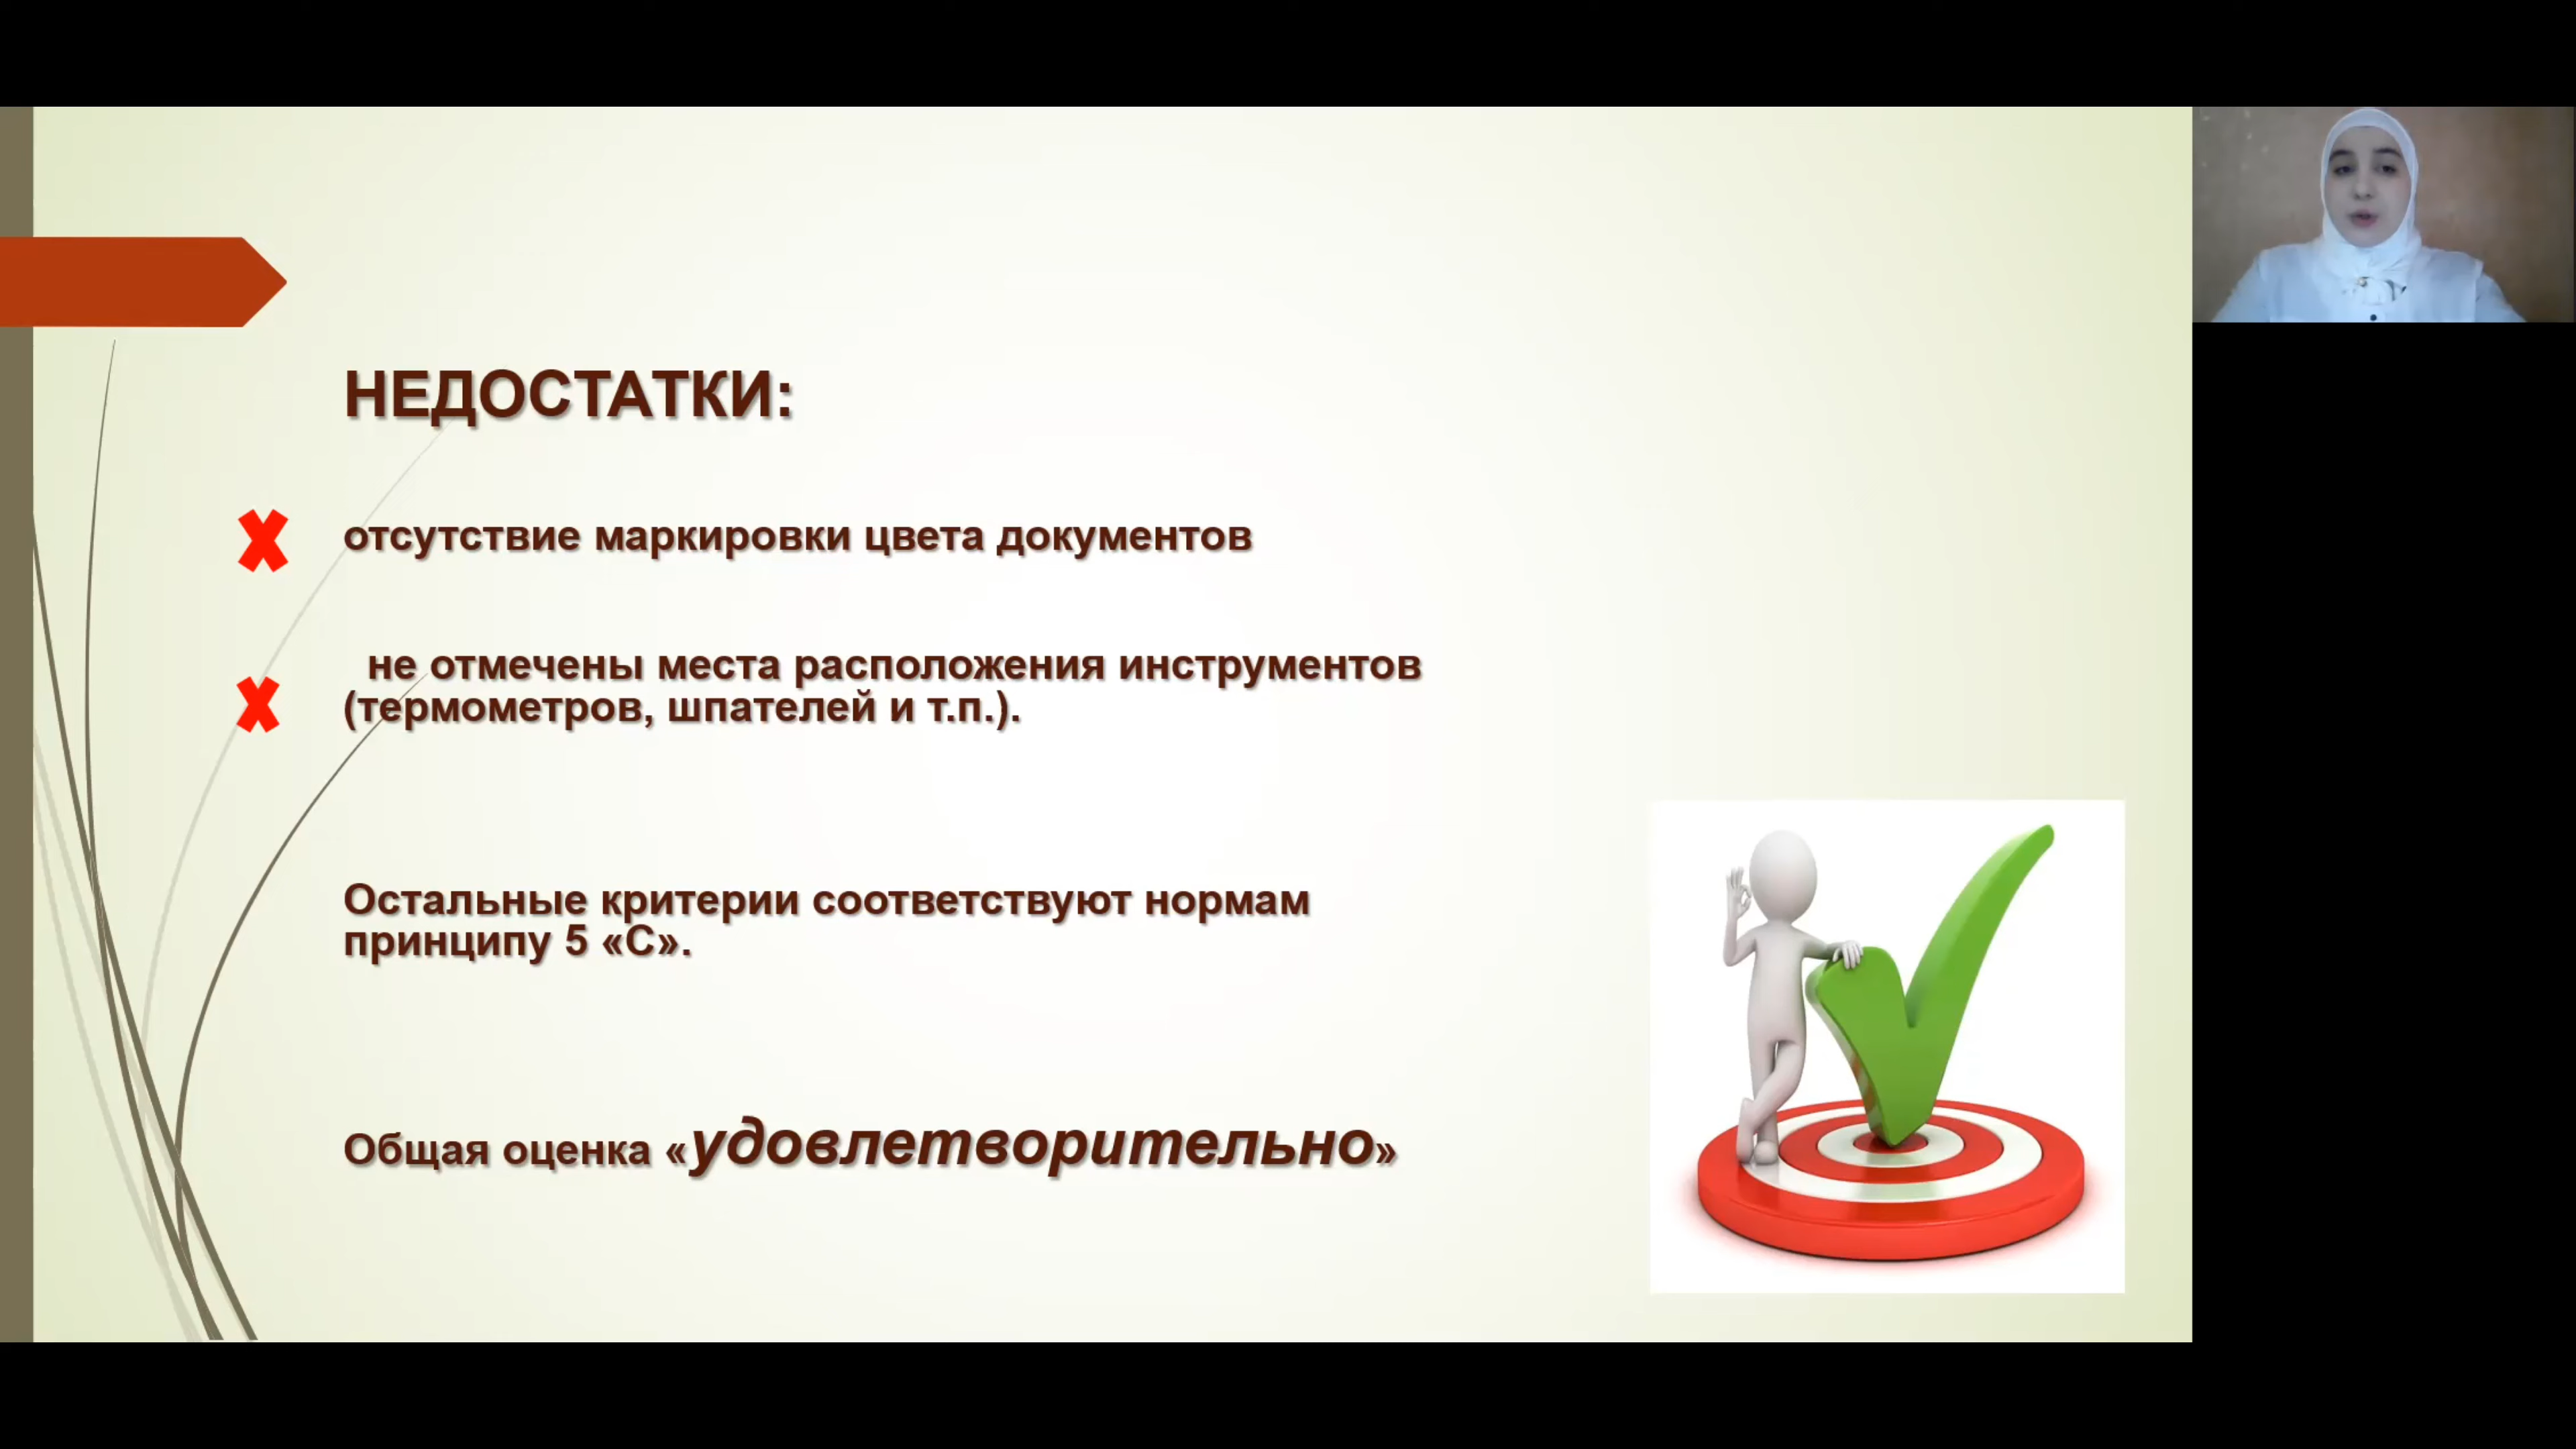 НЕДОСТАТКИ:
отсутствие маркировки цвета документов
не отмечены места расположения инструментов
(термометров, шпателей и т.п.).
Остальные критерии соответствуют нормам
принципу 5 «С».
Общая оценка «удовлетворительно»